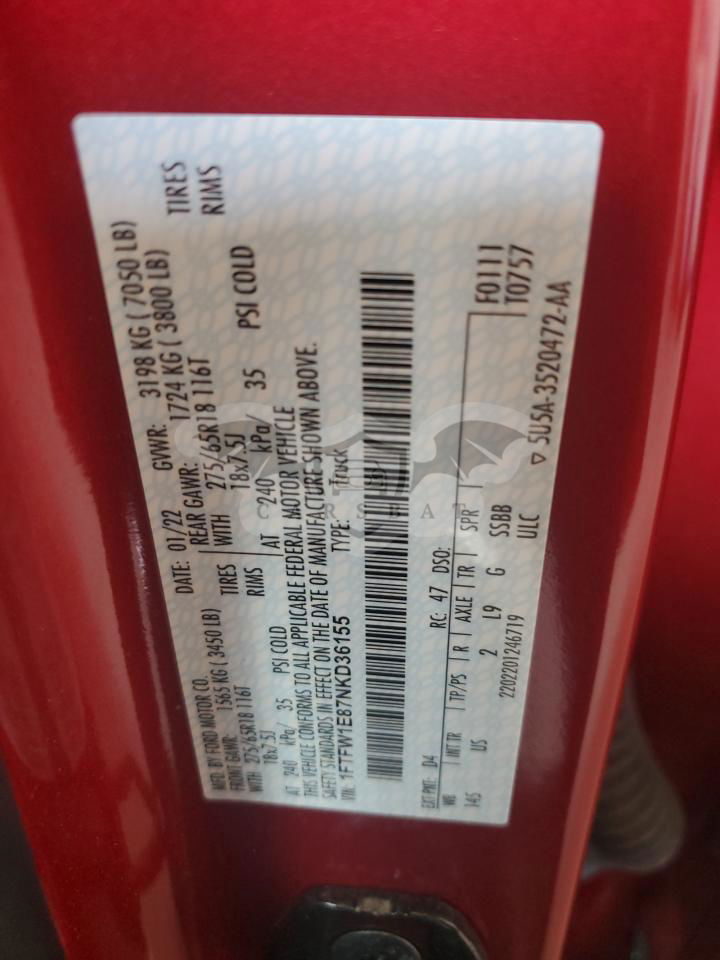 MFD. BY FORD MOTOR CO.
DATE: 01/22 GVWR: 3198 KG ( 7050 LB)
FRONT GAWR: 1565 KG ( 3450 LB) REAR GAWR: 1724 KG ( 3800 LB)
WITH 275/65R18 116T TIRES WITH 275/65R18 116T TIRES
18x7.5J RIMS 18x7.5J RIMS
AT 240 kPa/ 35 PSI COLD AT 240 kPa/ 35 PSI COLD
THIS VEHICLE CONFORMS TO ALL APPLICABLE FEDERAL MOTOR VEHICLE
SAFETY STANDARDS IN EFFECT ON THE DATE OF MANUFACTURE SHOWN ABOVE.
VIN: 1FTFW1E87NKD36155 TYPE: Truck
EXT PNT: D4 RC: 47 DSO: F0111
WB INT TR TP/PS R AXLE TR SPR T0757
145 US 2 L9 G SSBB
2202201246719 ULC
5U5A-3520472-AA
CARSBAT